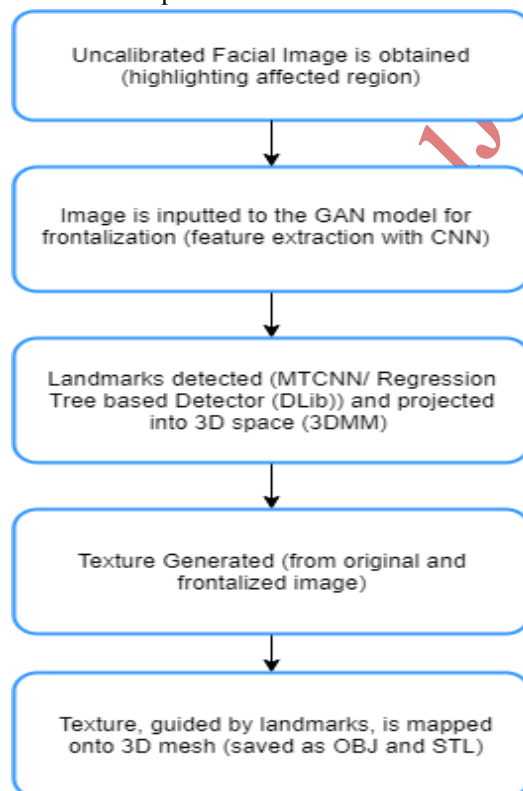 Uncalibrated Facial Image is obtained
(highlighting affected region)
Image is inputted to the GAN model for
frontalization (feature extraction with CNN)
Landmarks detected (MTCNN/ Regression
Tree based Detector (DLib)) and projected
into 3D space (3DMM)
Texture Generated (from original and
frontalized image)
Texture, guided by landmarks, is mapped
onto 3D mesh (saved as OBJ and STL)